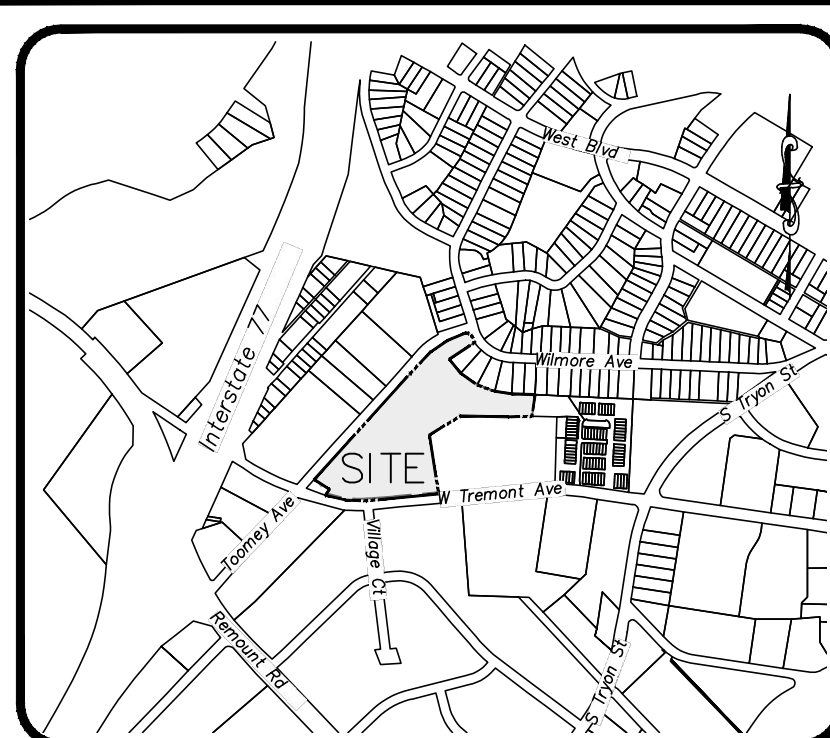 West Blvd
Interstate 77
Wilmore Ave
S Tryon St
SITE
W Tremont Ave
Toomey Ave
Village Ct
Remount Rd
S Tryon St